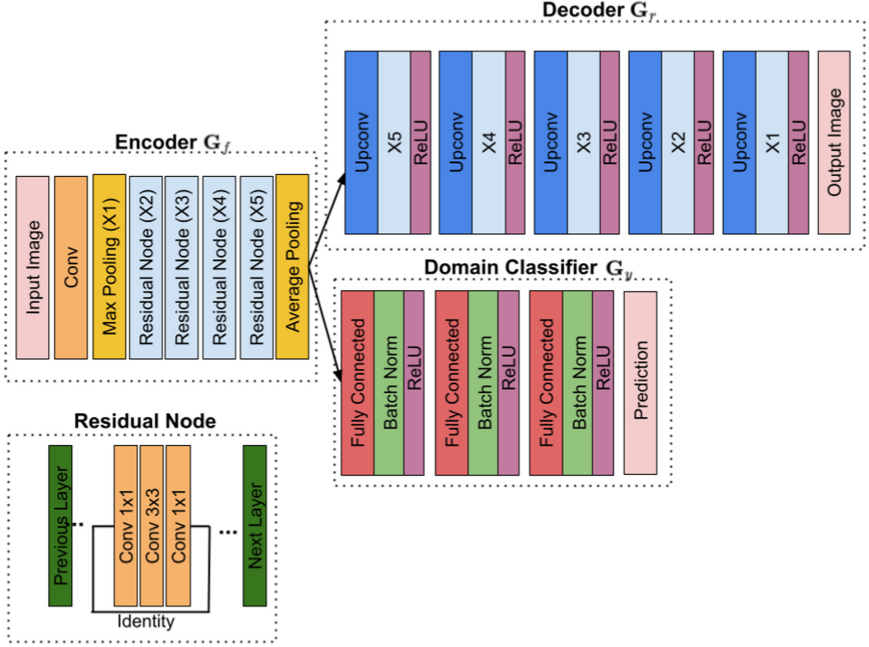 Decoder G_r
Upconv
X5
ReLU
Upconv
X4
ReLU
Upconv
X3
ReLU
Upconv
X2
ReLU
Upconv
X1
ReLU
Output Image
Encoder G_f
Input Image
Conv
Max Pooling (X1)
Residual Node (X2)
Residual Node (X3)
Residual Node (X4)
Residual Node (X5)
Average Pooling
Domain Classifier G_y
Fully Connected
Batch Norm
ReLU
Fully Connected
Batch Norm
ReLU
Fully Connected
Batch Norm
ReLU
Prediction
Residual Node
Previous Layer
...
Conv 1x1
Conv 3x3
Conv 1x1
...
Next Layer
Identity